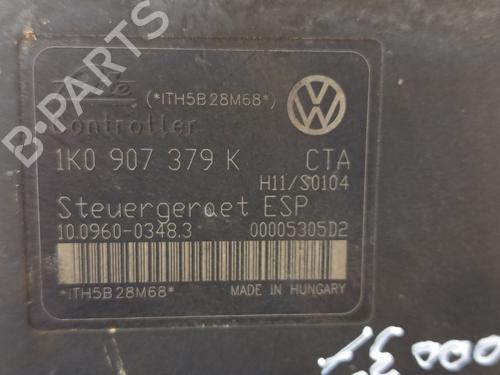 B-PARTS
Ate (*ITH5B28M68*)
Controller
1K0 907 379 K CTA
H11/S0104
Steuergeraet ESP
10.0960-0348.3 00005305D2
*ITH5B28M68* MADE IN HUNGARY